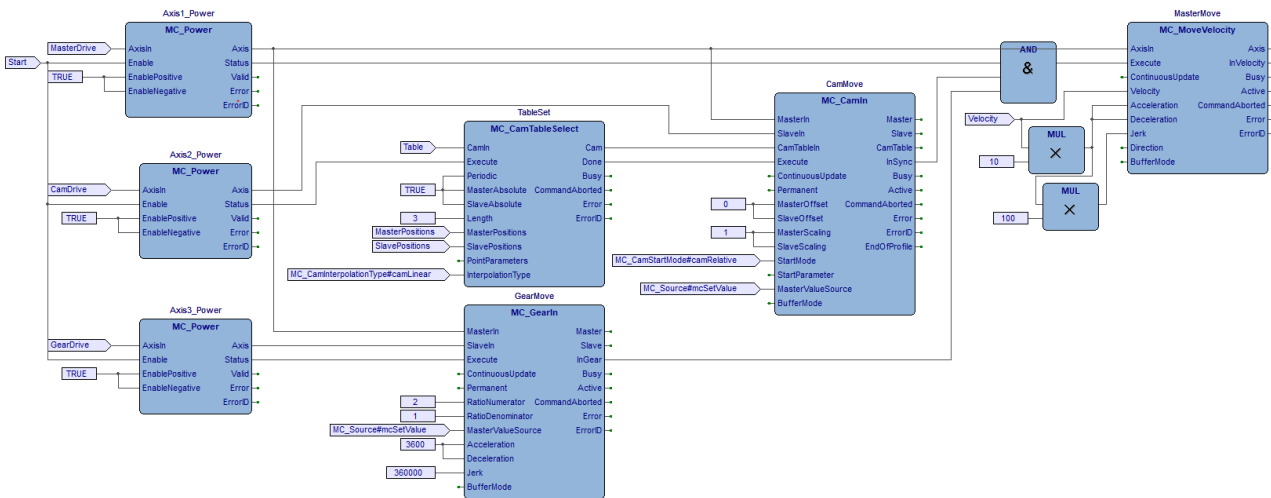 Axis1_Power
MC_Power
MasterDrive
AxisIn
Axis
Start
Enable
Status
TRUE
EnablePositive
Valid
EnableNegative
Error
ErrorID
Axis2_Power
MC_Power
CamDrive
AxisIn
Axis
Enable
Status
TRUE
EnablePositive
Valid
EnableNegative
Error
ErrorID
Axis3_Power
MC_Power
GearDrive
AxisIn
Axis
Enable
Status
TRUE
EnablePositive
Valid
EnableNegative
Error
ErrorID
TableSet
MC_CamTableSelect
Table
CamIn
Cam
Execute
Done
Periodic
Busy
TRUE
MasterAbsolute
CommandAborted
SlaveAbsolute
Error
3
Length
ErrorID
MasterPositions
MasterPositions
SlavePositions
SlavePositions
PointParameters
MC_CamInterpolationType#camLinear
InterpolationType
GearMove
MC_GearIn
MasterIn
Master
SlaveIn
Slave
Execute
InGear
ContinuousUpdate
Busy
Permanent
Active
2
RatioNumerator
CommandAborted
1
RatioDenominator
Error
MC_Source#mcSetValue
MasterValueSource
ErrorID
3600
Acceleration
Deceleration
360000
Jerk
BufferMode
CamMove
MC_CamIn
MasterIn
Master
SlaveIn
Slave
CamTableIn
CamTable
Execute
InSync
ContinuousUpdate
Busy
Permanent
Active
0
MasterOffset
CommandAborted
SlaveOffset
Error
1
MasterScaling
ErrorID
SlaveScaling
EndOfProfile
MC_CamStartMode#camRelative
StartMode
StartParameter
MC_Source#mcSetValue
MasterValueSource
BufferMode
AND
&
Velocity
MUL
×
10
MUL
×
100
MasterMove
MC_MoveVelocity
AxisIn
Axis
Execute
InVelocity
ContinuousUpdate
Busy
Velocity
Active
Acceleration
CommandAborted
Deceleration
Error
Jerk
ErrorID
Direction
BufferMode